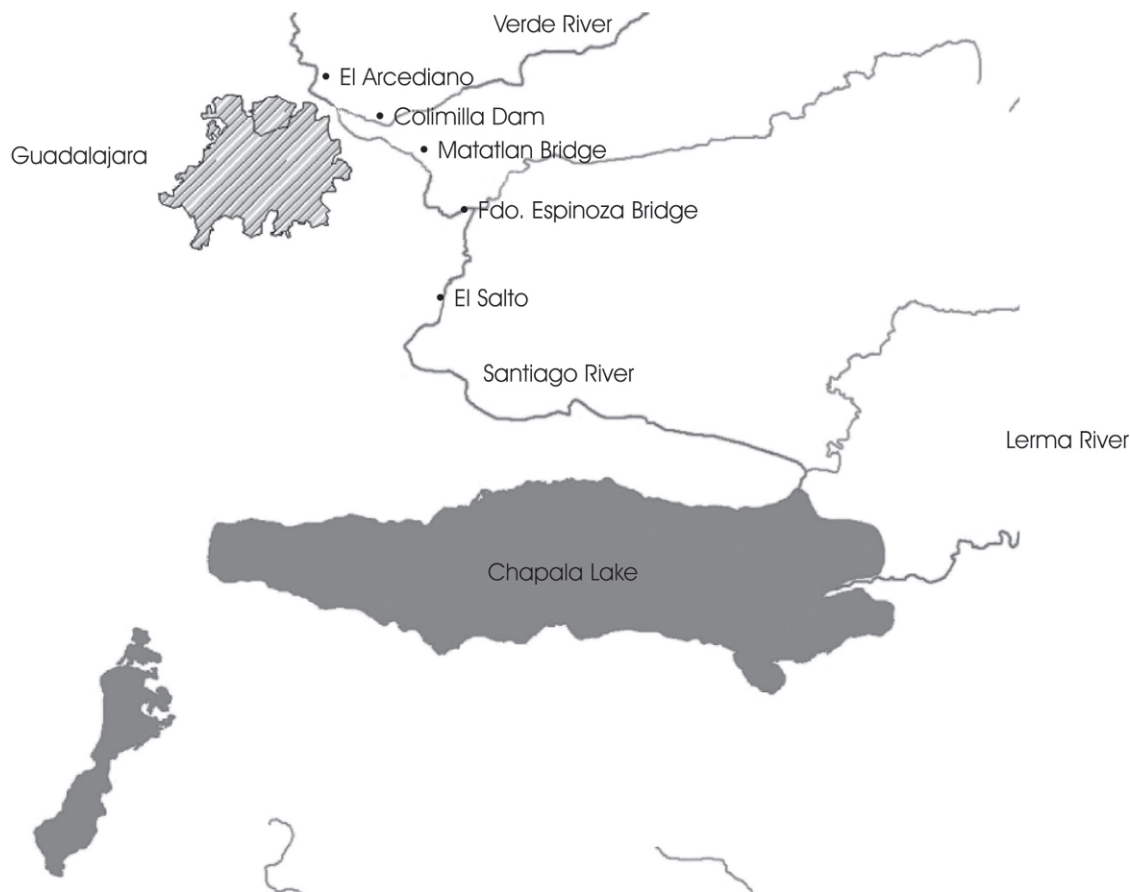 Verde River
El Arcediano
Colimilla Dam
Guadalajara
Matatlan Bridge
Fdo. Espinoza Bridge
El Salto
Santiago River
Lerma River
Chapala Lake